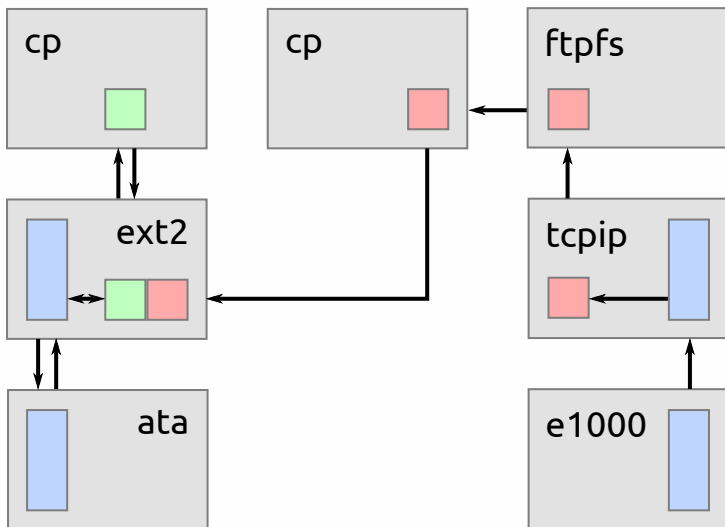 cp
cp
ftpfs
ext2
tcpip
ata
e1000